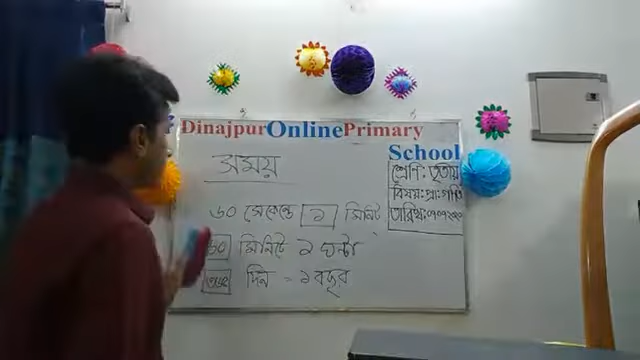 Dinajpur Online Primary School
সময়
শ্রেণি: তৃতীয়
বিষয়: প্রা: গণিত
তারিখ:
৬০ সেকেন্ডে ১ মিনিট
৬০ মিনিটে ১ ঘন্টা
৩৬৫ দিন = ১ বছর